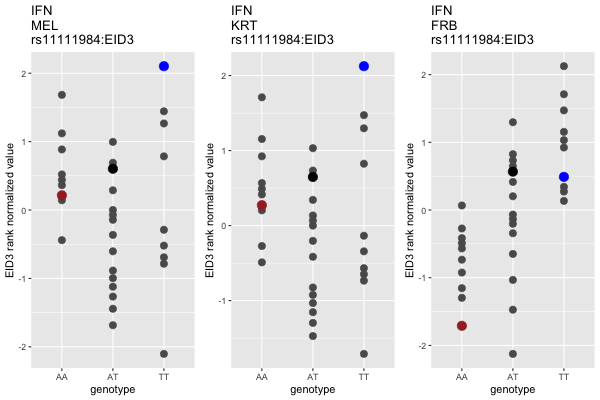 IFN
MEL
rs11111984:EID3
EID3 rank normalized value
2
1
0
-1
-2
AA AT TT
genotype
IFN
KRT
rs11111984:EID3
EID3 rank normalized value
2
1
0
-1
AA AT TT
genotype
IFN
FRB
rs11111984:EID3
EID3 rank normalized value
2
1
0
-1
-2
AA AT TT
genotype